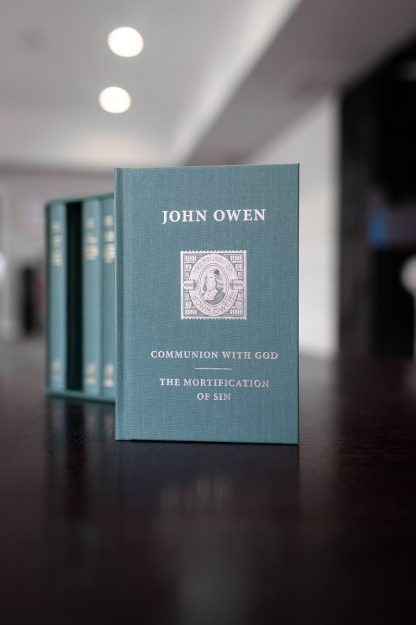 JOHN OWEN
COMMUNION WITH GOD
THE MORTIFICATION
OF SIN